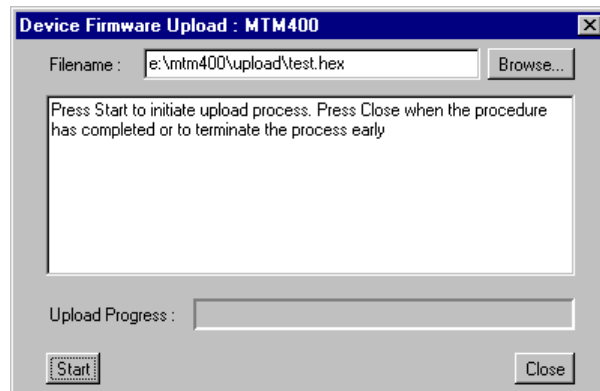 Device Firmware Upload : MTM400
Filename : e:\mtm400\upload\test.hex Browse...
Press Start to initiate upload process. Press Close when the procedure
has completed or to terminate the process early
Upload Progress :
Start Close